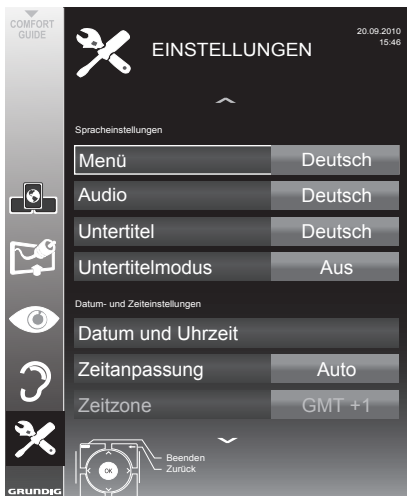 COMFORT
GUIDE
EINSTELLUNGEN
20.09.2010
15:46
Spracheinstellungen
Menü Deutsch
Audio Deutsch
Untertitel Deutsch
Untertitelmodus Aus
Datum- und Zeiteinstellungen
Datum und Uhrzeit
Zeitanpassung Auto
Zeitzone GMT +1
OK
Beenden
Zurück
GRUNDIG